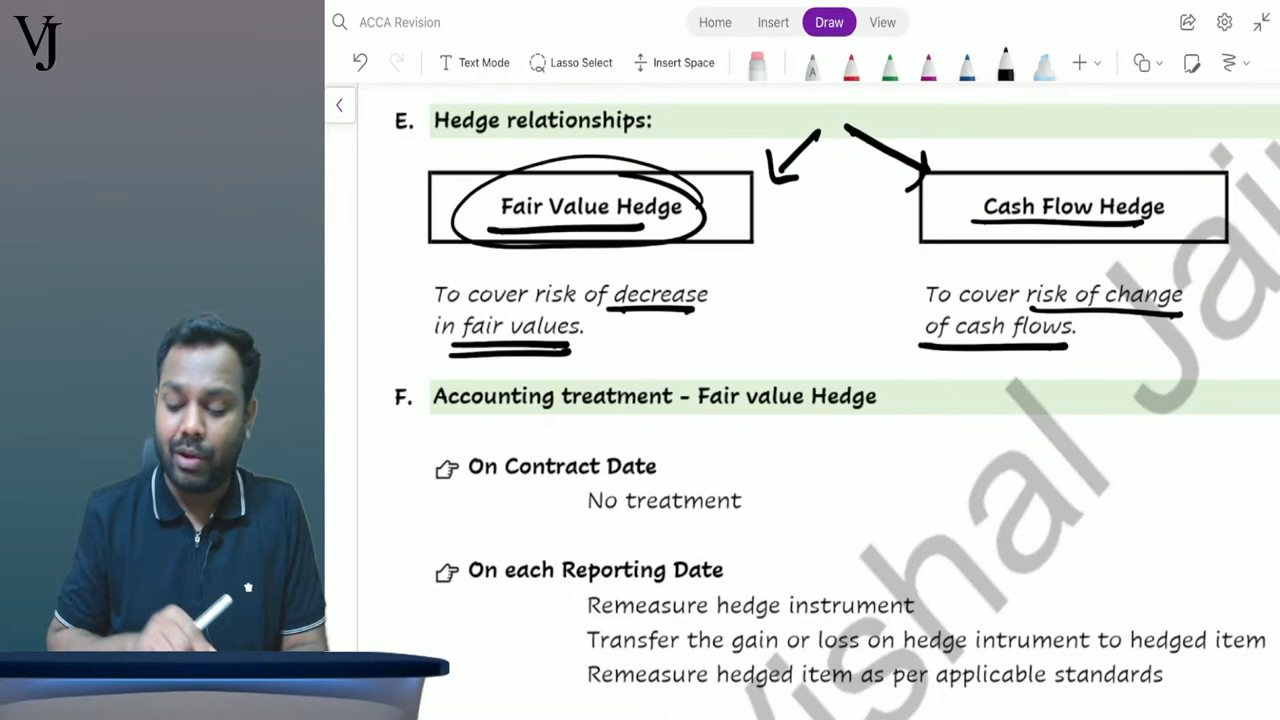 VJ
ACCA Revision
Home Insert Draw View
Text Mode Lasso Select Insert Space
E. Hedge relationships:
Fair Value Hedge
Cash Flow Hedge
To cover risk of decrease
in fair values.
To cover risk of change
of cash flows.
F. Accounting treatment - Fair value Hedge
On Contract Date
No treatment
On each Reporting Date
Remeasure hedge instrument
Transfer the gain or loss on hedge intrument to hedged item
Remeasure hedged item as per applicable standards
Vishal Jain